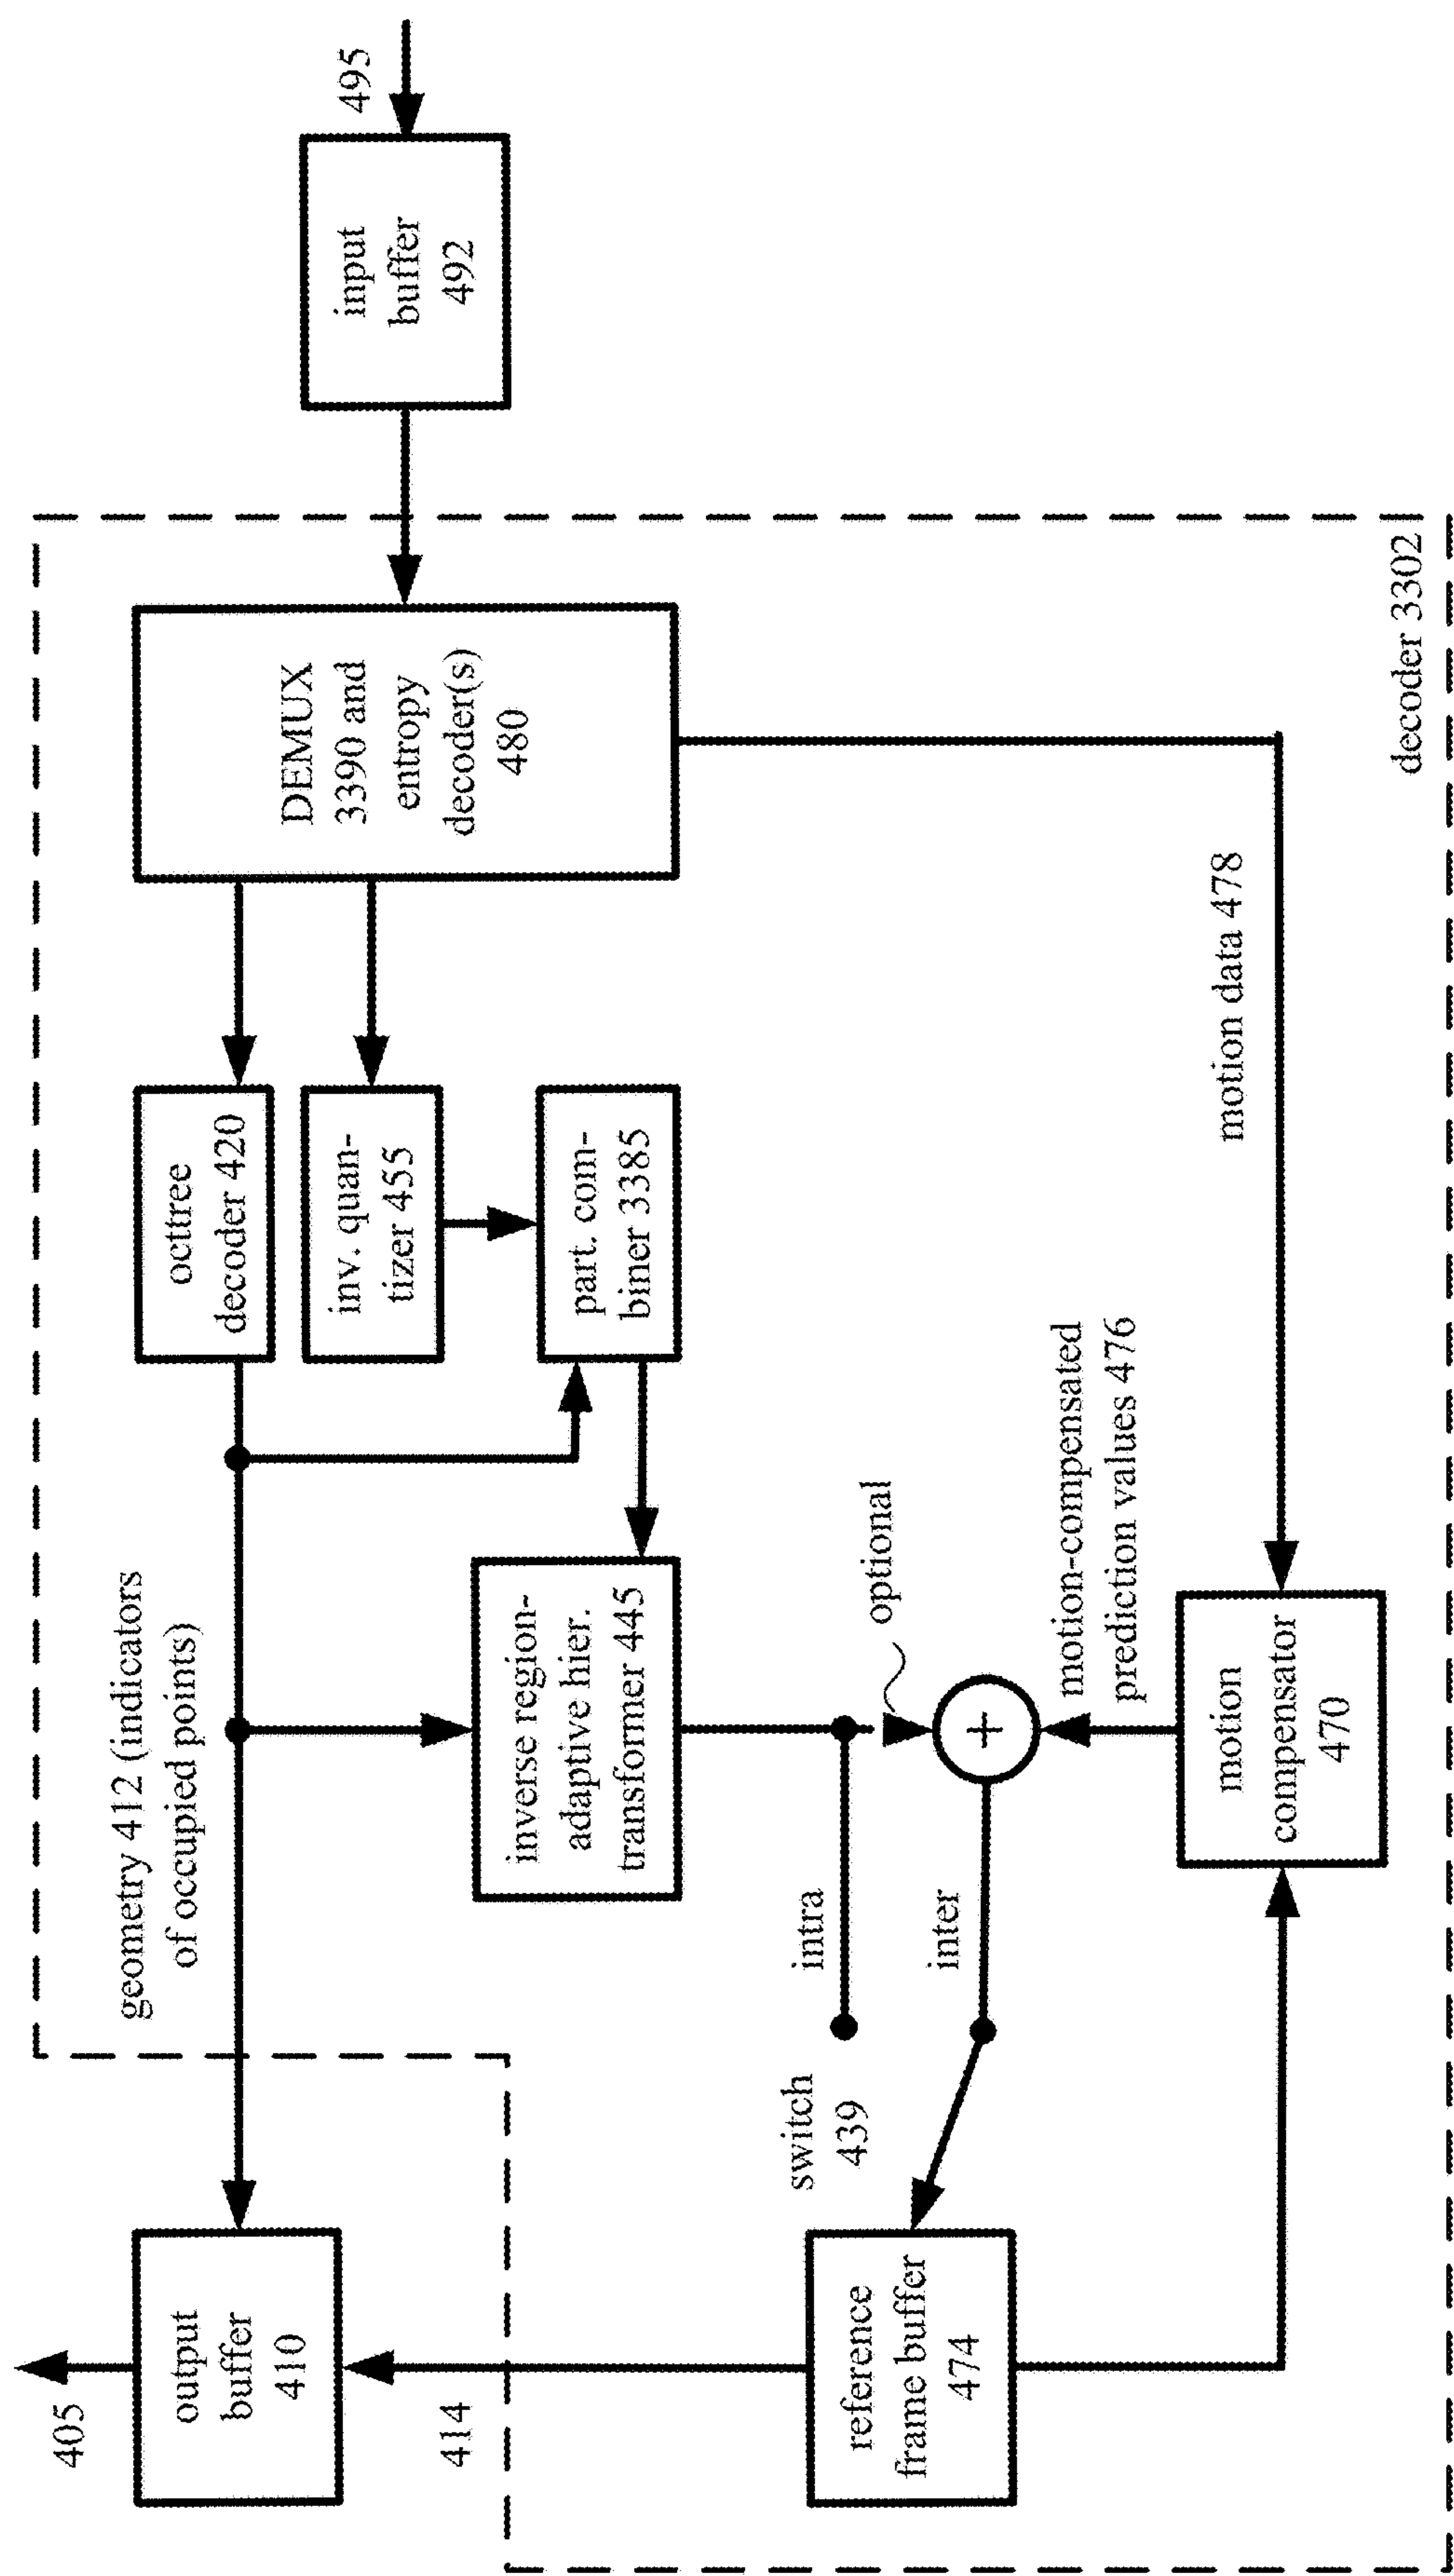 405
output
buffer
410
414
geometry 412 (indicators
of occupied points)
octtree
decoder 420
inv. quan-
tizer 455
part. com-
biner 3385
inverse region-
adaptive hier.
transformer 445
DEMUX
3390 and
entropy
decoder(s)
480
input
buffer
492
495
switch
439
intra
inter
optional
motion-compensated
prediction values 476
reference
frame buffer
474
motion
compensator
470
motion data 478
decoder 3302
+